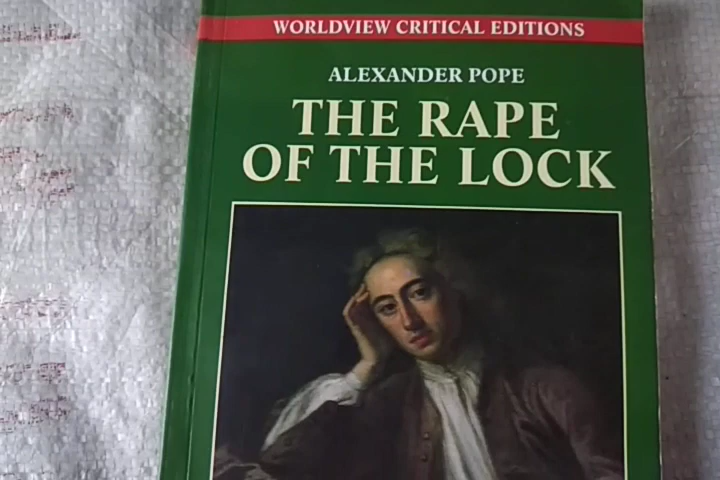 WORLDVIEW CRITICAL EDITIONS
ALEXANDER POPE
THE RAPE
OF THE LOCK